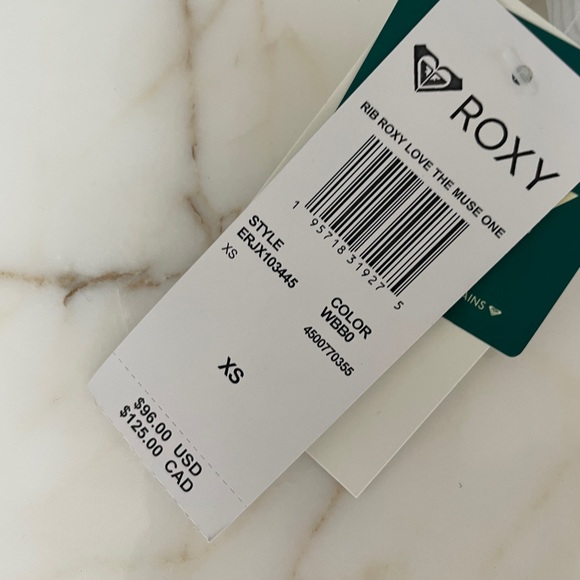 ROXY
RIB ROXY LOVE THE MUSE ONE
1 95718 31927 5
STYLE
ERJX103445
XS
COLOR
WBB0
4500770355
XS
$96.00 USD
$125.00 CAD